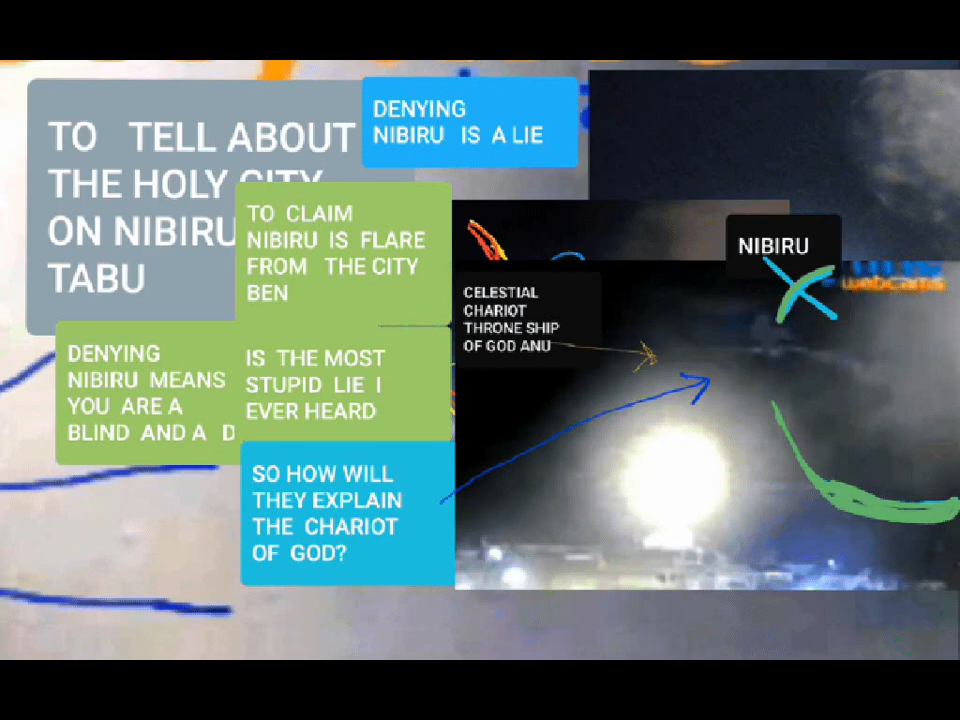 TO TELL ABOUT
THE HOLY CITY
ON NIBIRU
TABU
DENYING
NIBIRU IS A LIE
TO CLAIM
NIBIRU IS FLARE
FROM THE CITY
BEN
DENYING
NIBIRU MEANS
YOU ARE A
BLIND AND A D
IS THE MOST
STUPID LIE I
EVER HEARD
SO HOW WILL
THEY EXPLAIN
THE CHARIOT
OF GOD?
NIBIRU
CELESTIAL
CHARIOT
THRONE SHIP
OF GOD ANU
webcams